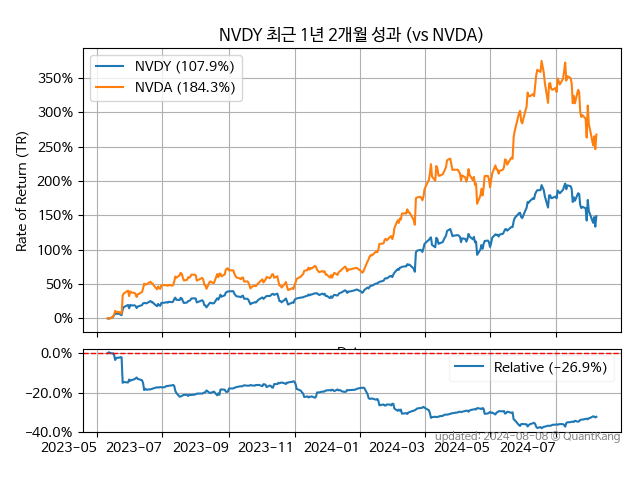 NVDY 최근 1년 2개월 성과 (vs NVDA)
NVDY (107.9%)
NVDA (184.3%)
Rate of Return (TR)
350%
300%
250%
200%
150%
100%
50%
0%
Relative (−26.9%)
0.0%
−20.0%
−40.0%
2023−05 2023−07 2023−09 2023−11 2024−01 2024−03 2024−05 2024−07
updated: 2024−08−08 © QuantKang